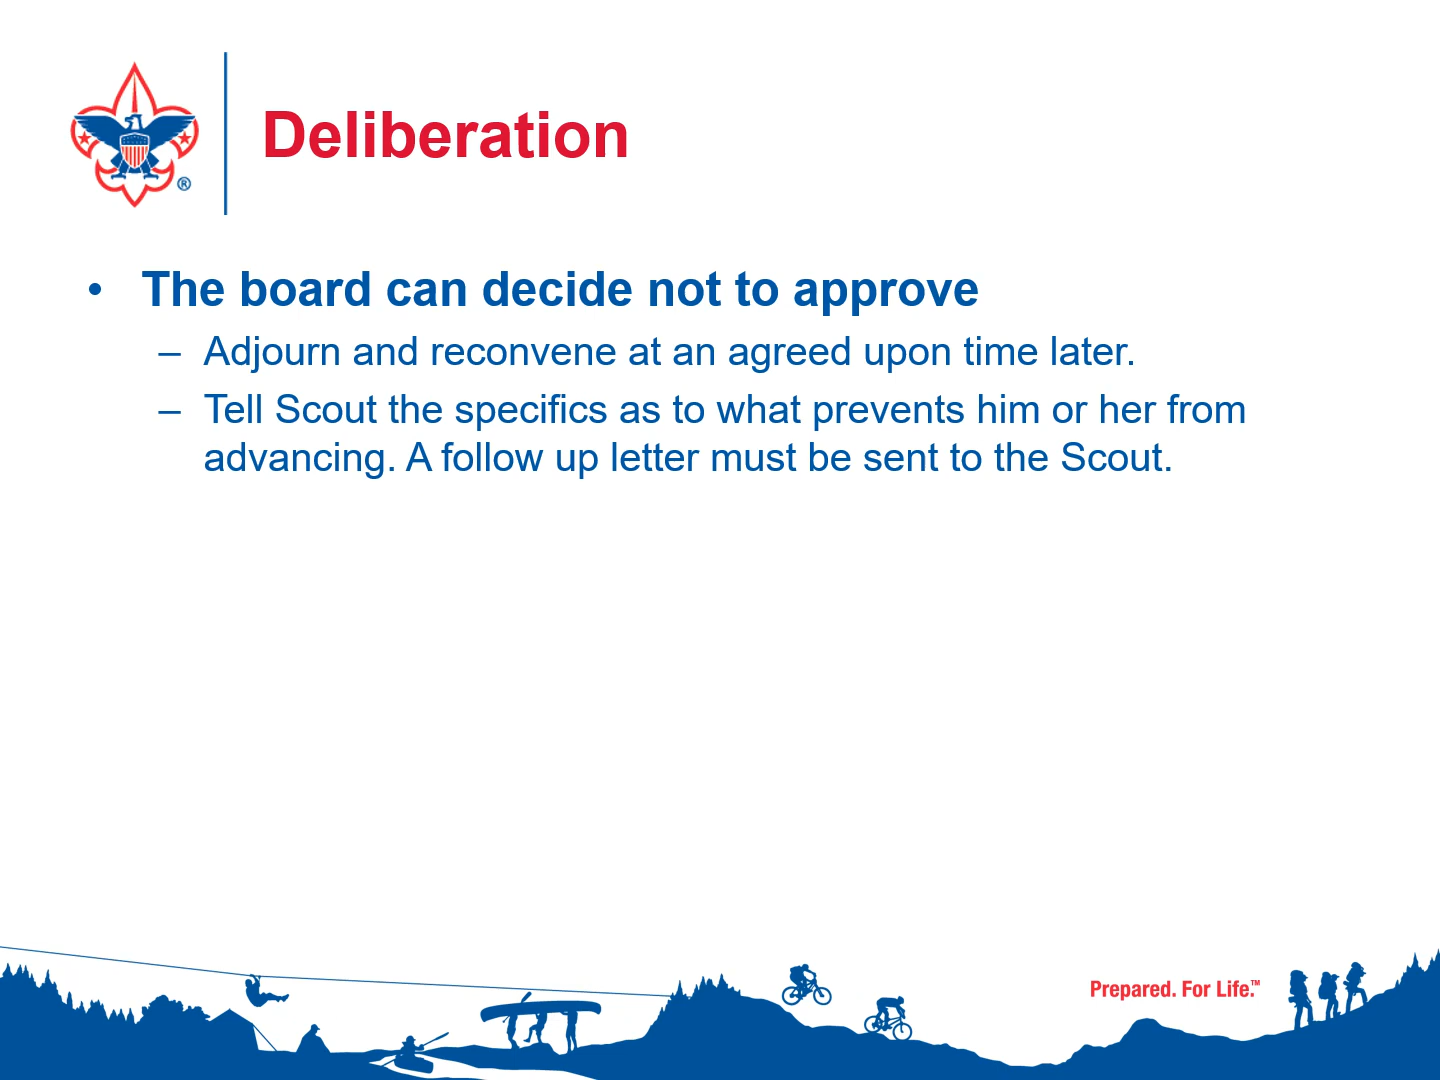 Deliberation
• The board can decide not to approve
– Adjourn and reconvene at an agreed upon time later.
– Tell Scout the specifics as to what prevents him or her from
advancing. A follow up letter must be sent to the Scout.
®
Prepared. For Life.™